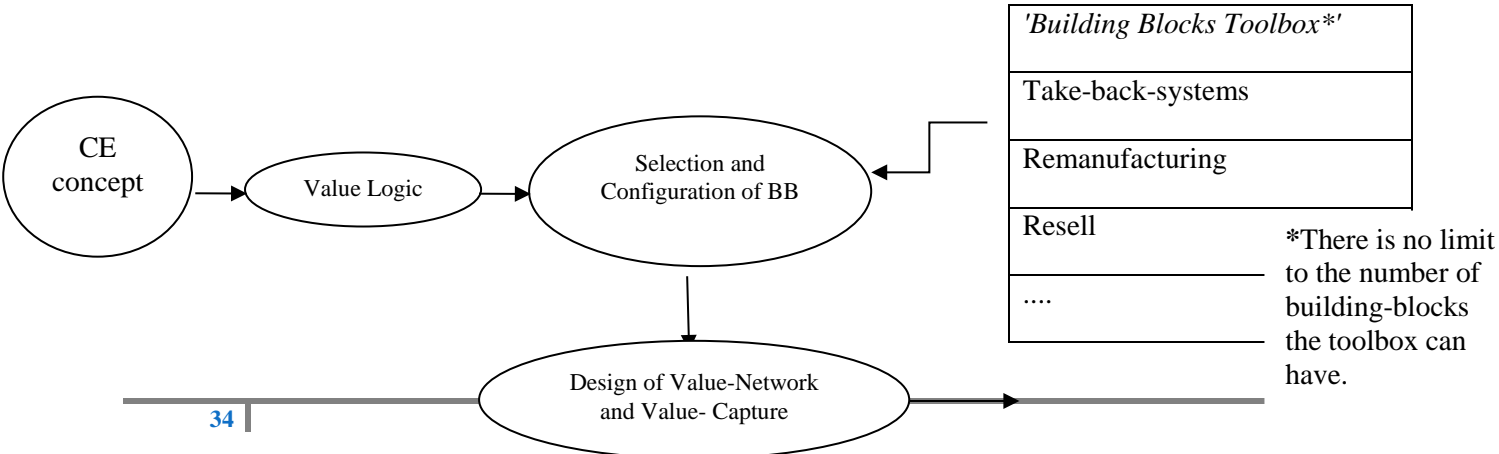 CE
concept
Value Logic
Selection and
Configuration of BB
'Building Blocks Toolbox*'
Take-back-systems
Remanufacturing
Resell
....
*There is no limit
to the number of
building-blocks
the toolbox can
have.
Design of Value-Network
and Value- Capture
34